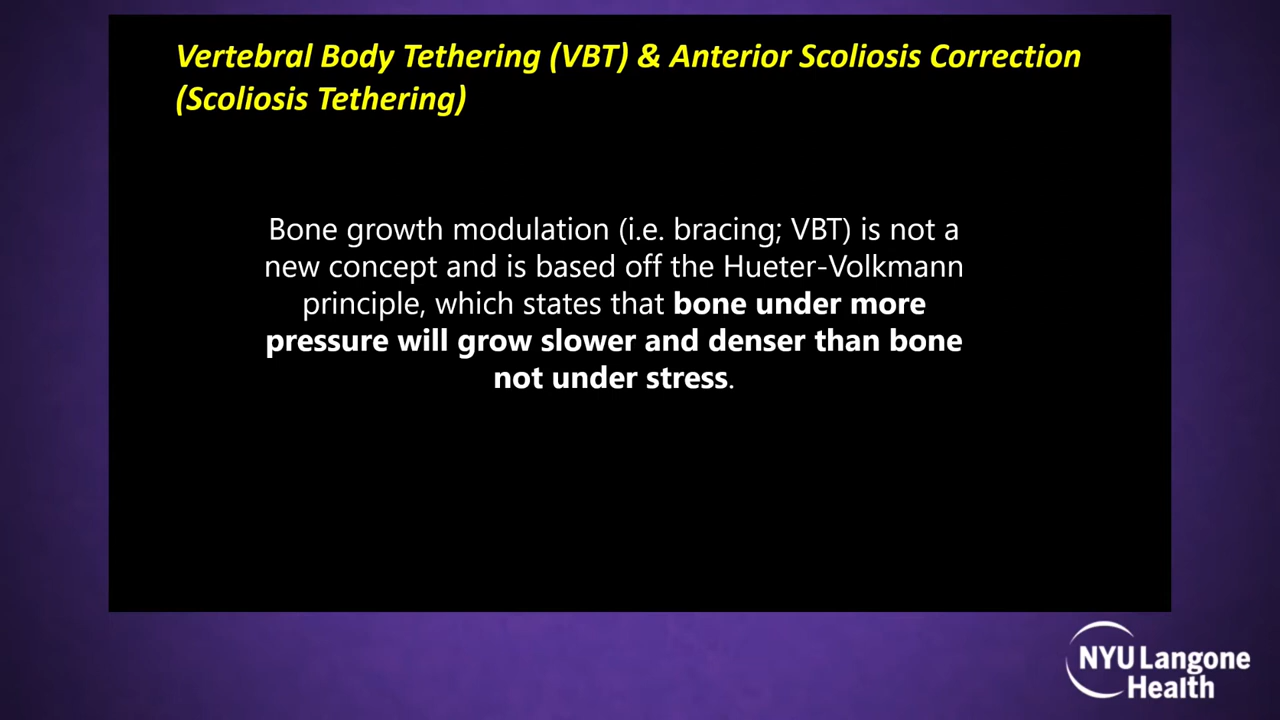 Vertebral Body Tethering (VBT) & Anterior Scoliosis Correction
(Scoliosis Tethering)
Bone growth modulation (i.e. bracing; VBT) is not a
new concept and is based off the Hueter-Volkmann
principle, which states that bone under more
pressure will grow slower and denser than bone
not under stress.
NYU Langone
Health